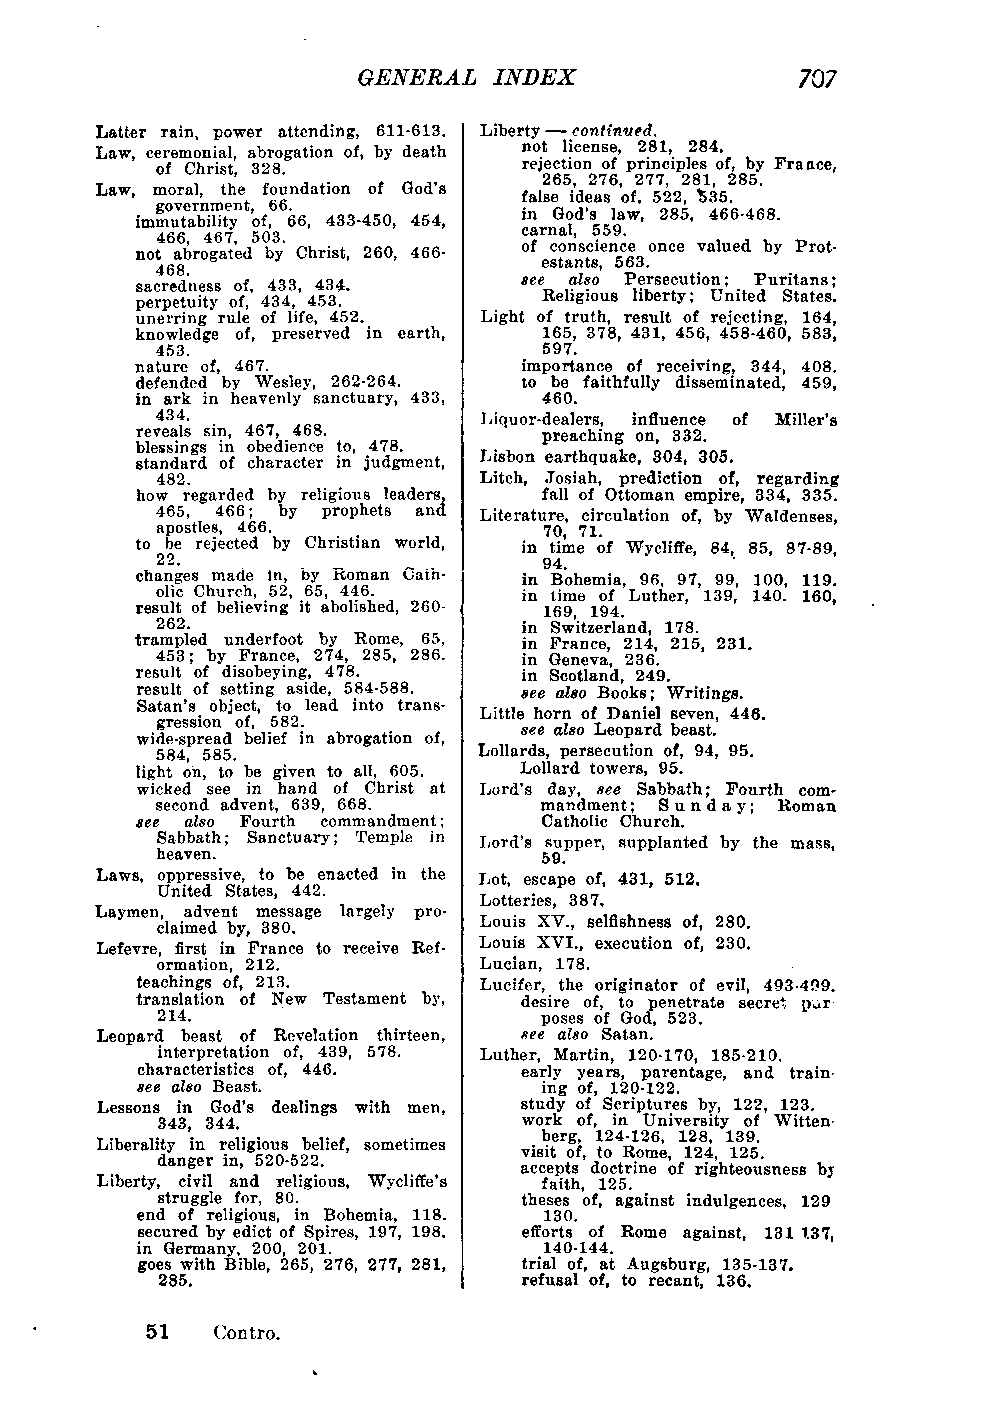 GENERAL INDEX 707
Latter rain, power attending, 611-613.
Law, ceremonial, abrogation of, by death
of Christ, 328.
Law, moral, the foundation of God's
government, 66.
immutability of, 66, 433-450, 454,
466, 467, 503.
not abrogated by Christ, 260, 466-
468.
sacredness of, 433, 434.
perpetuity of, 434, 453.
unerring rule of life, 452.
knowledge of, preserved in earth,
453.
nature of, 467.
defended by Wesley, 262-264.
in ark in heavenly sanctuary, 433,
434.
reveals sin, 467, 468.
blessings in obedience to, 478.
standard of character in judgment,
482.
how regarded by religious leaders,
465, 466; by prophets and
apostles, 466.
to be rejected by Christian world,
22.
changes made in, by Roman Cath-
olic Church, 52, 65, 446.
result of believing it abolished, 260-
262.
trampled underfoot by Rome, 65,
453; by France, 274, 285, 286.
result of disobeying, 478.
result of setting aside, 584-588.
Satan's object, to lead into trans-
gression of, 582.
wide-spread belief in abrogation of,
584, 585.
light on, to be given to all, 605.
wicked see in hand of Christ at
second advent, 639, 668.
see also Fourth commandment;
Sabbath; Sanctuary; Temple in
heaven.
Laws, oppressive, to be enacted in the
United States, 442.
Laymen, advent message largely pro-
claimed by, 380.
Lefevre, first in France to receive Ref-
ormation, 212.
teachings of, 213.
translation of New Testament by,
214.
Leopard beast of Revelation thirteen,
interpretation of, 439, 578.
characteristics of, 446.
see also Beast.
Lessons in God's dealings with men,
343, 344.
Liberality in religious belief, sometimes
danger in, 520-522.
Liberty, civil and religious, Wycliffe's
struggle for, 80.
end of religious, in Bohemia, 118.
secured by edict of Spires, 197, 198.
in Germany, 200, 201.
goes with Bible, 265, 276, 277, 281,
285.
Liberty — continued.
not license, 281, 284.
rejection of principles of, by France,
265, 276, 277, 281, 285.
false ideas of, 522, 535.
in God's law, 285, 466-468.
carnal, 559.
of conscience once valued by Prot-
estants, 563.
see also Persecution; Puritans;
Religious liberty; United States.
Light of truth, result of rejecting, 164,
165, 378, 431, 456, 458-460, 583,
597.
importance of receiving, 344, 408.
to be faithfully disseminated, 459,
460.
Liquor-dealers, influence of Miller's
preaching on, 332.
Lisbon earthquake, 304, 305.
Litch, Josiah, prediction of, regarding
fall of Ottoman empire, 334, 335.
Literature, circulation of, by Waldenses,
70, 71.
in time of Wycliffe, 84, 85, 87-89,
94.
in Bohemia, 96, 97, 99, 100, 119.
in time of Luther, 139, 140. 160,
169, 194.
in Switzerland, 178.
in France, 214, 215, 231.
in Geneva, 236.
in Scotland, 249.
see also Books; Writings.
Little horn of Daniel seven, 446.
see also Leopard beast.
Lollards, persecution of, 94, 95.
Lollard towers, 95.
Lord's day, see Sabbath; Fourth com-
mandment; Sunday; Roman
Catholic Church.
Lord's supper, supplanted by the mass,
59.
Lot, escape of, 431, 512.
Lotteries, 387.
Louis XV., selfishness of, 280.
Louis XVI., execution of, 230.
Lucian, 178.
Lucifer, the originator of evil, 493-499.
desire of, to penetrate secret pur-
poses of God, 523.
see also Satan.
Luther, Martin, 120-170, 185-210.
early years, parentage, and train-
ing of, 120-122.
study of Scriptures by, 122, 123.
work of, in University of Witten-
berg, 124-126, 128, 139.
visit of, to Rome, 124, 125.
accepts doctrine of righteousness by
faith, 125.
theses of, against indulgences, 129
130.
efforts of Rome against, 131 137,
140-144.
trial of, at Augsburg, 135-137.
refusal of, to recant, 136.
51 Contro.